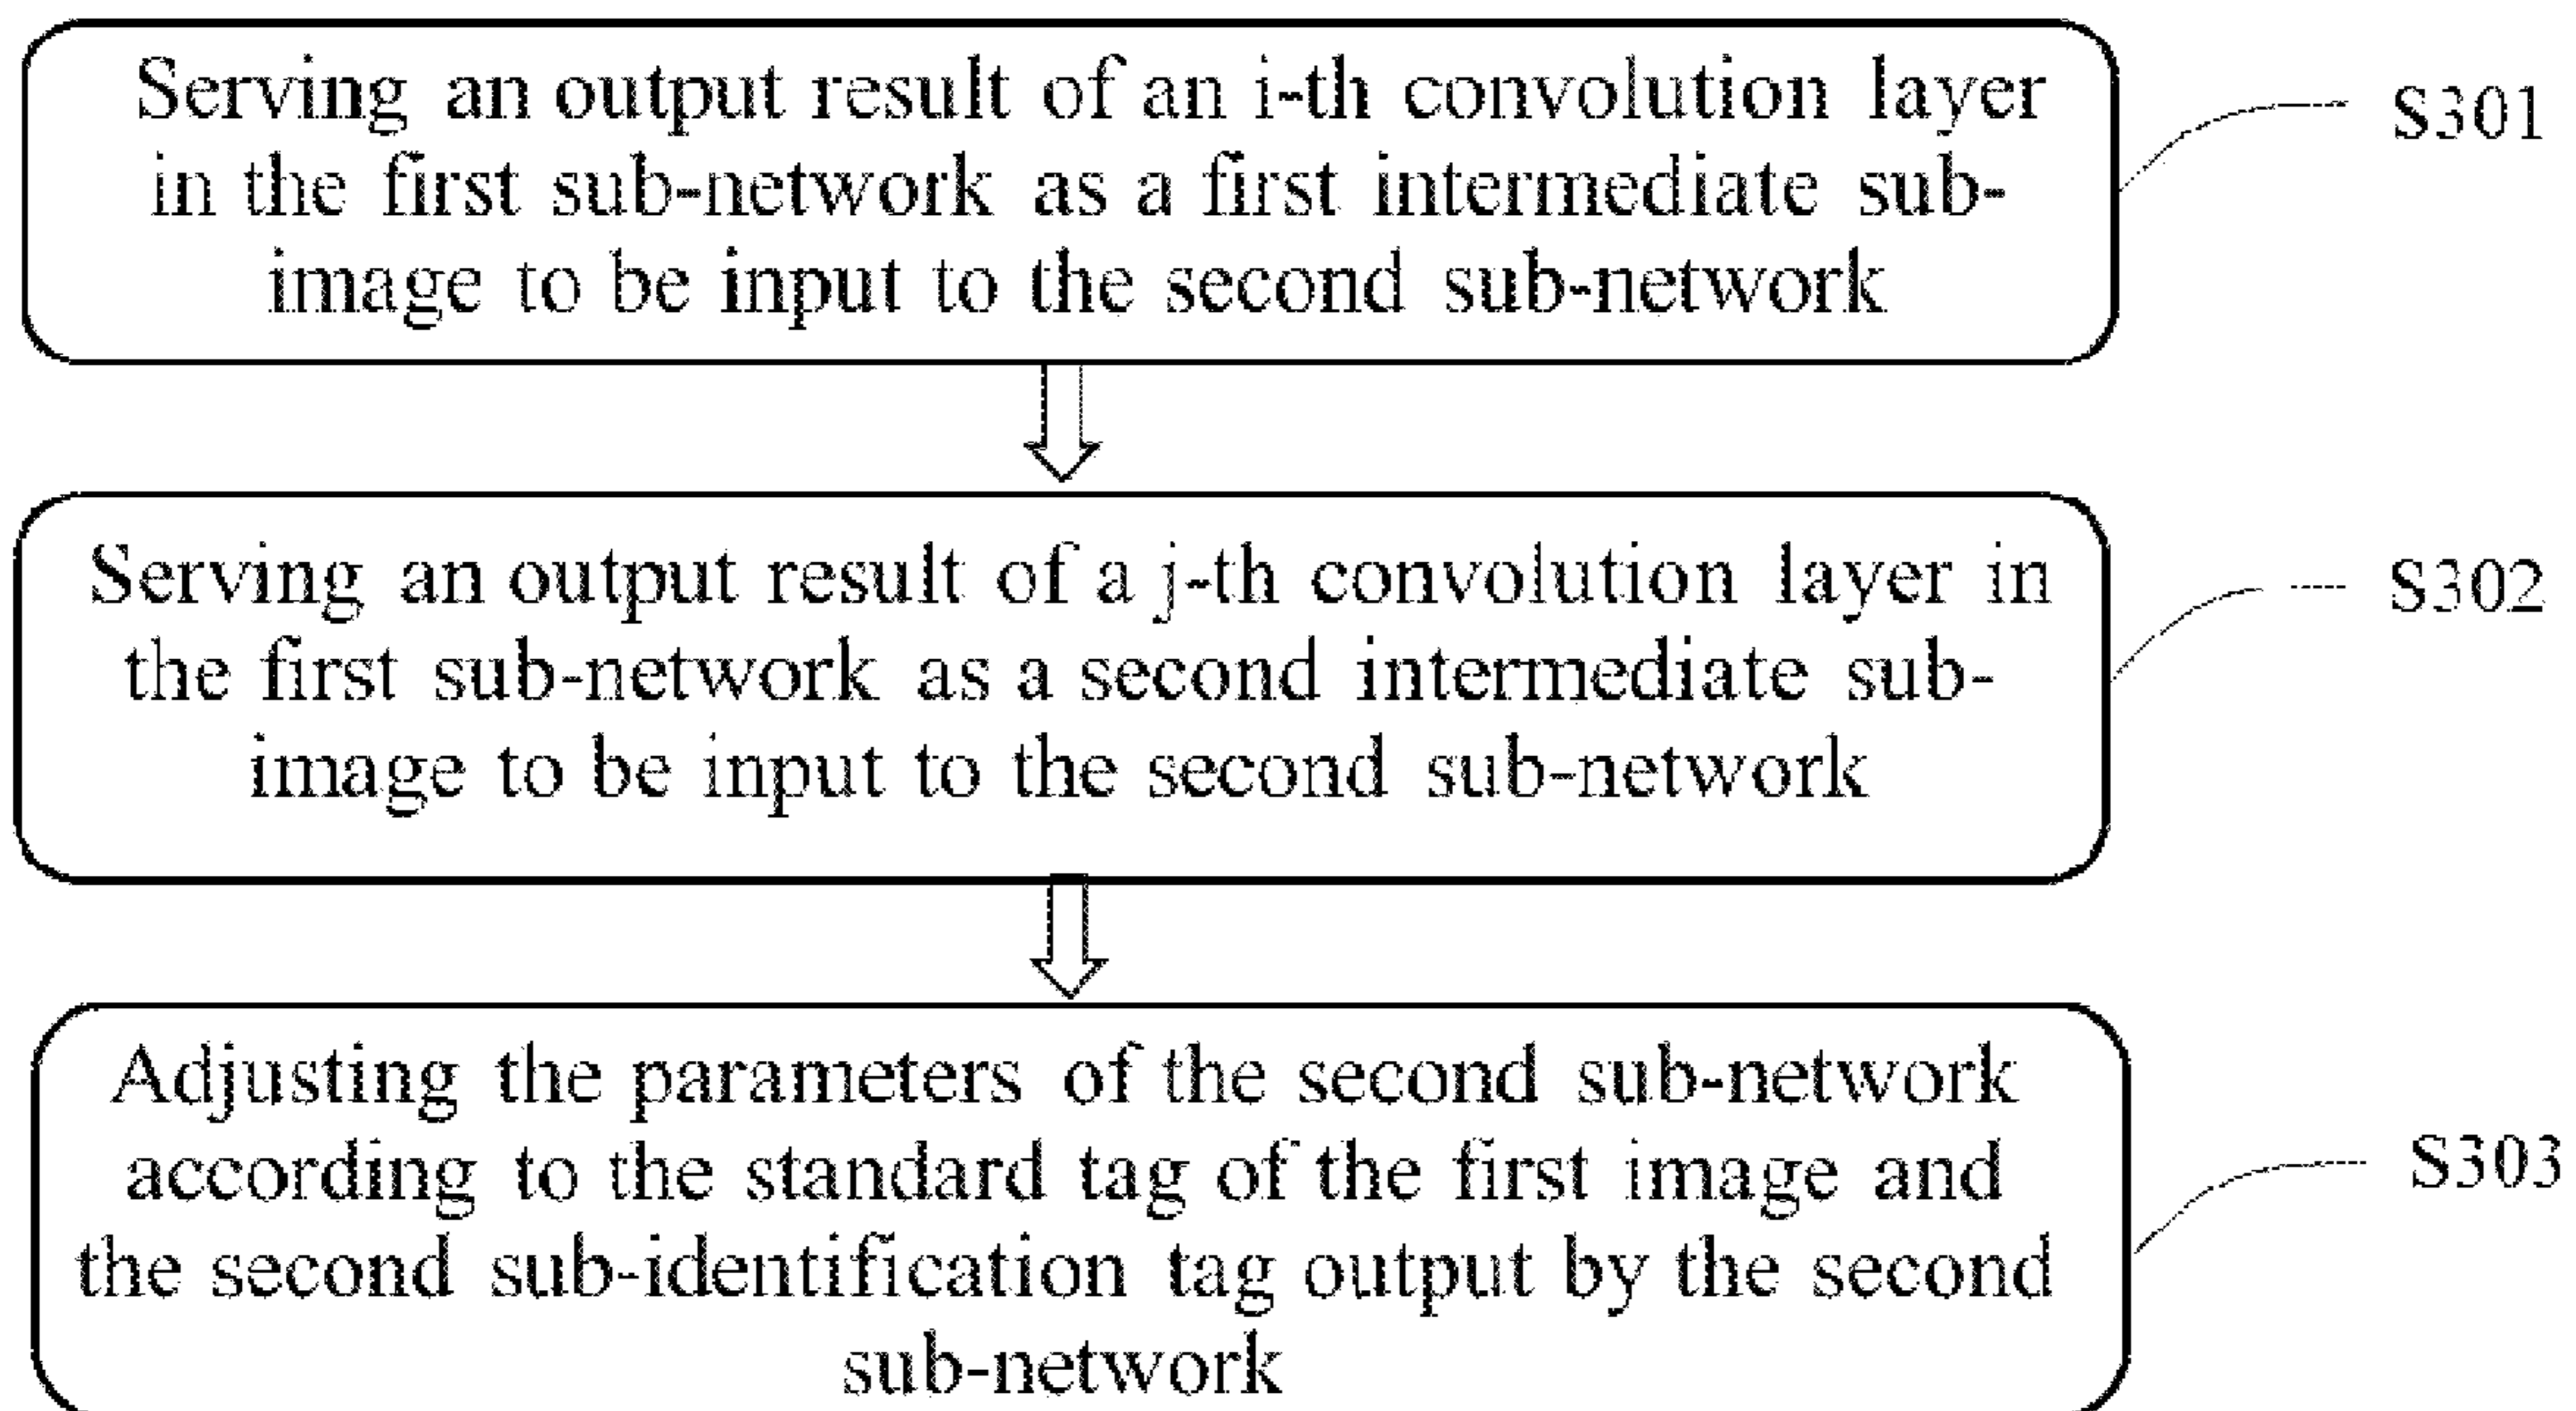 Serving an output result of an i-th convolution layer
in the first sub-network as a first intermediate sub-
image to be input to the second sub-network
S301
Serving an output result of a j-th convolution layer in
the first sub-network as a second intermediate sub-
image to be input to the second sub-network
S302
Adjusting the parameters of the second sub-network
according to the standard tag of the first image and
the second sub-identification tag output by the second
sub-network
S303